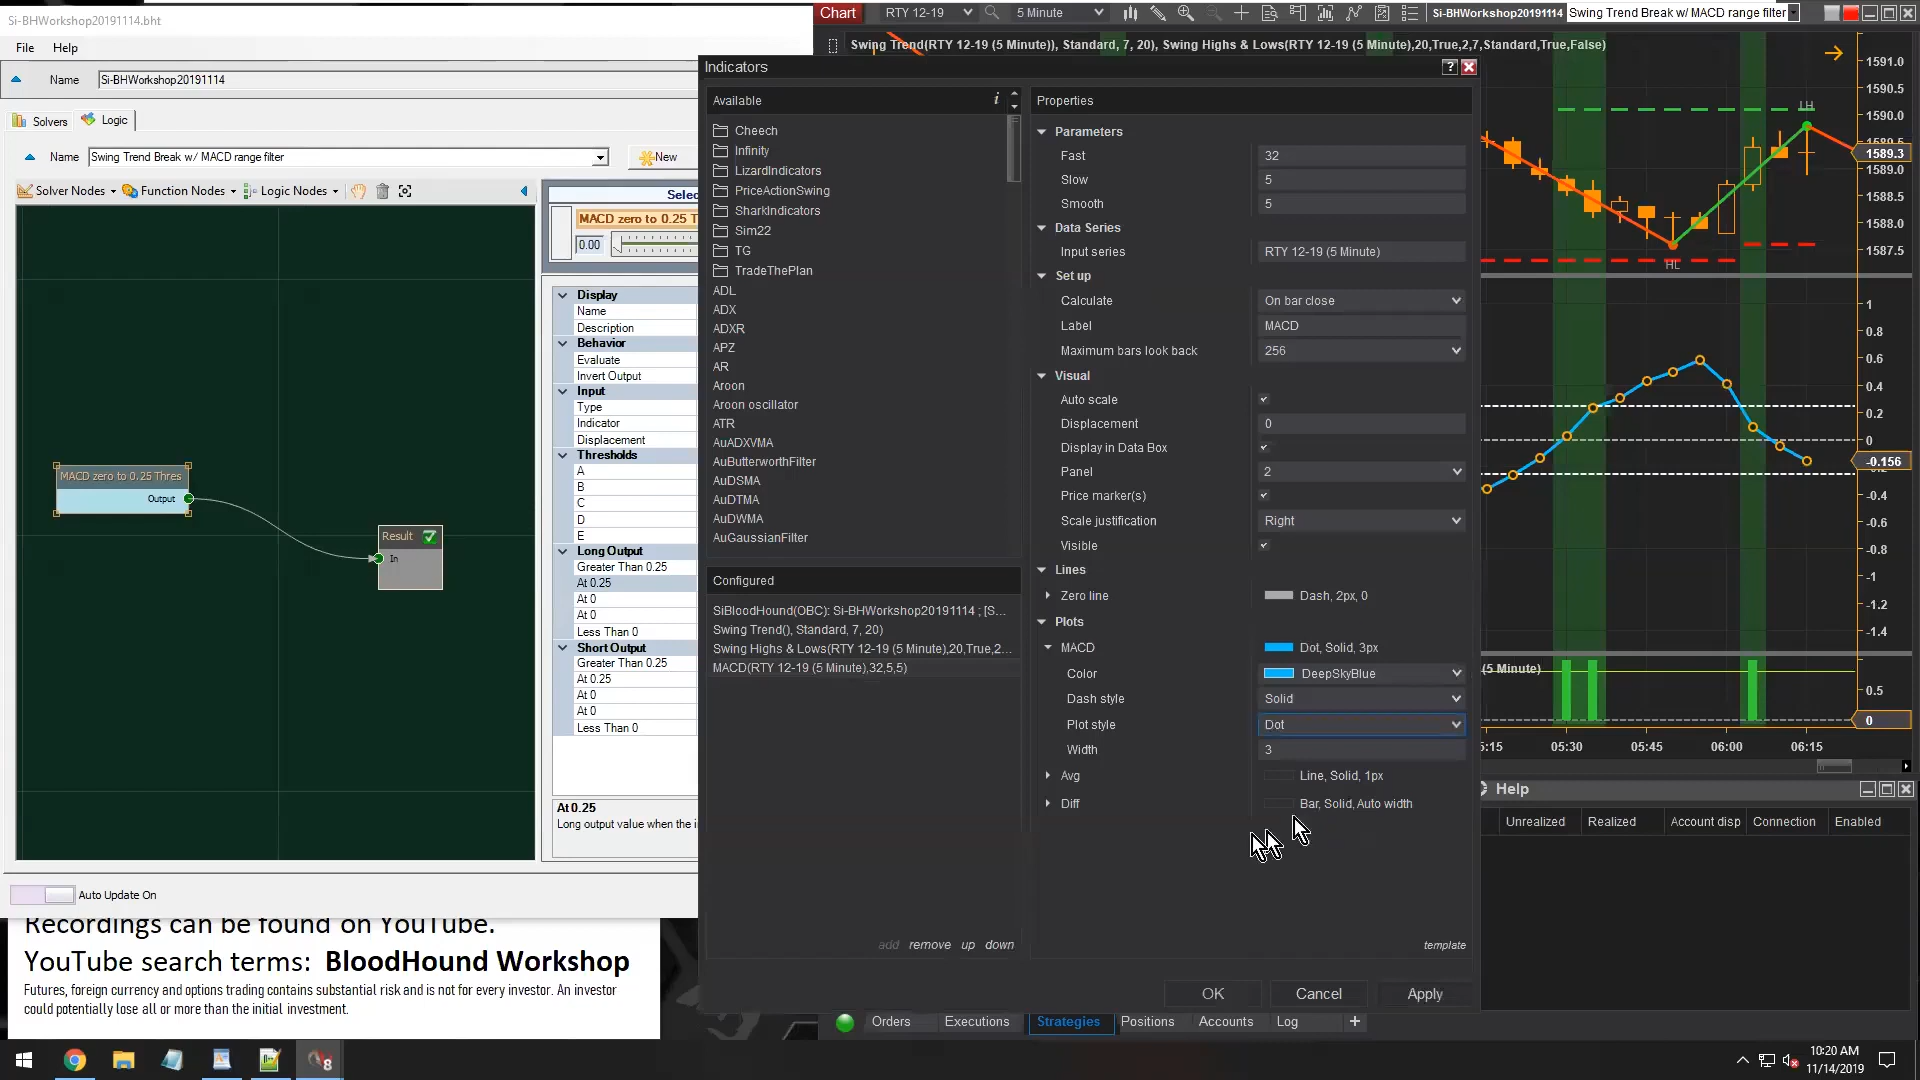 Si-BHWorkshop20191114.bht
File Help
Name Si-BHWorkshop20191114
Solvers Logic
Name Swing Trend Break w/ MACD range filter New
Solver Nodes Function Nodes Logic Nodes
MACD zero to 0.25 Thres
Output
Result
In
Selec
MACD zero to 0.25 T
0.00
Display
Name
Description
Behavior
Evaluate
Invert Output
Input
Type
Indicator
Displacement
Thresholds
A
B
C
D
E
Long Output
Greater Than 0.25
At 0.25
At 0
At 0
Less Than 0
Short Output
Greater Than 0.25
At 0.25
At 0
At 0
Less Than 0
At 0.25
Long output value when the i
Auto Update On
Recordings can be found on YouTube.
YouTube search terms: BloodHound Workshop
Futures, foreign currency and options trading contains substantial risk and is not for every investor. An investor
could potentially lose all or more than the initial investment.
Chart RTY 12-19 5 Minute Si-BHWorkshop20191114 Swing Trend Break w/ MACD range filter
Swing Trend(RTY 12-19 (5 Minute)), Standard, 7, 20), Swing Highs & Lows(RTY 12-19 (5 Minute),20,True,2,7,Standard,True,False)
Indicators ?
Available i
Cheech
Infinity
LizardIndicators
PriceActionSwing
SharkIndicators
Sim22
TG
TradeThePlan
ADL
ADX
ADXR
APZ
AR
Aroon
Aroon oscillator
ATR
AuADXVMA
AuButterworthFilter
AuDSMA
AuDTMA
AuDWMA
AuGaussianFilter
Configured
SiBloodHound(OBC): Si-BHWorkshop20191114 ; [S...
Swing Trend(), Standard, 7, 20)
Swing Highs & Lows(RTY 12-19 (5 Minute),20,True,2...
MACD(RTY 12-19 (5 Minute),32,5,5)
add remove up down
Properties
Parameters
Fast 32
Slow 5
Smooth 5
Data Series
Input series RTY 12-19 (5 Minute)
Set up
Calculate On bar close
Label MACD
Maximum bars look back 256
Visual
Auto scale
Displacement 0
Display in Data Box
Panel 2
Price marker(s)
Scale justification Right
Visible
Lines
Zero line Dash, 2px, 0
Plots
MACD Dot, Solid, 3px
Color DeepSkyBlue
Dash style Solid
Plot style Dot
Width 3
Avg Line, Solid, 1px
Diff Bar, Solid, Auto width
template
OK Cancel Apply
LH
HL
1591.0
1590.5
1590.0
1589.3
1589.0
1588.5
1588.0
1587.5
1
0.8
0.6
0.4
0.2
0
-0.156
-0.4
-0.6
-0.8
-1
-1.2
-1.4
(5 Minute)
0.5
0
5:15 05:30 05:45 06:00 06:15
Help
Unrealized Realized Account disp Connection Enabled
Orders Executions Strategies Positions Accounts Log +
8
10:20 AM
11/14/2019